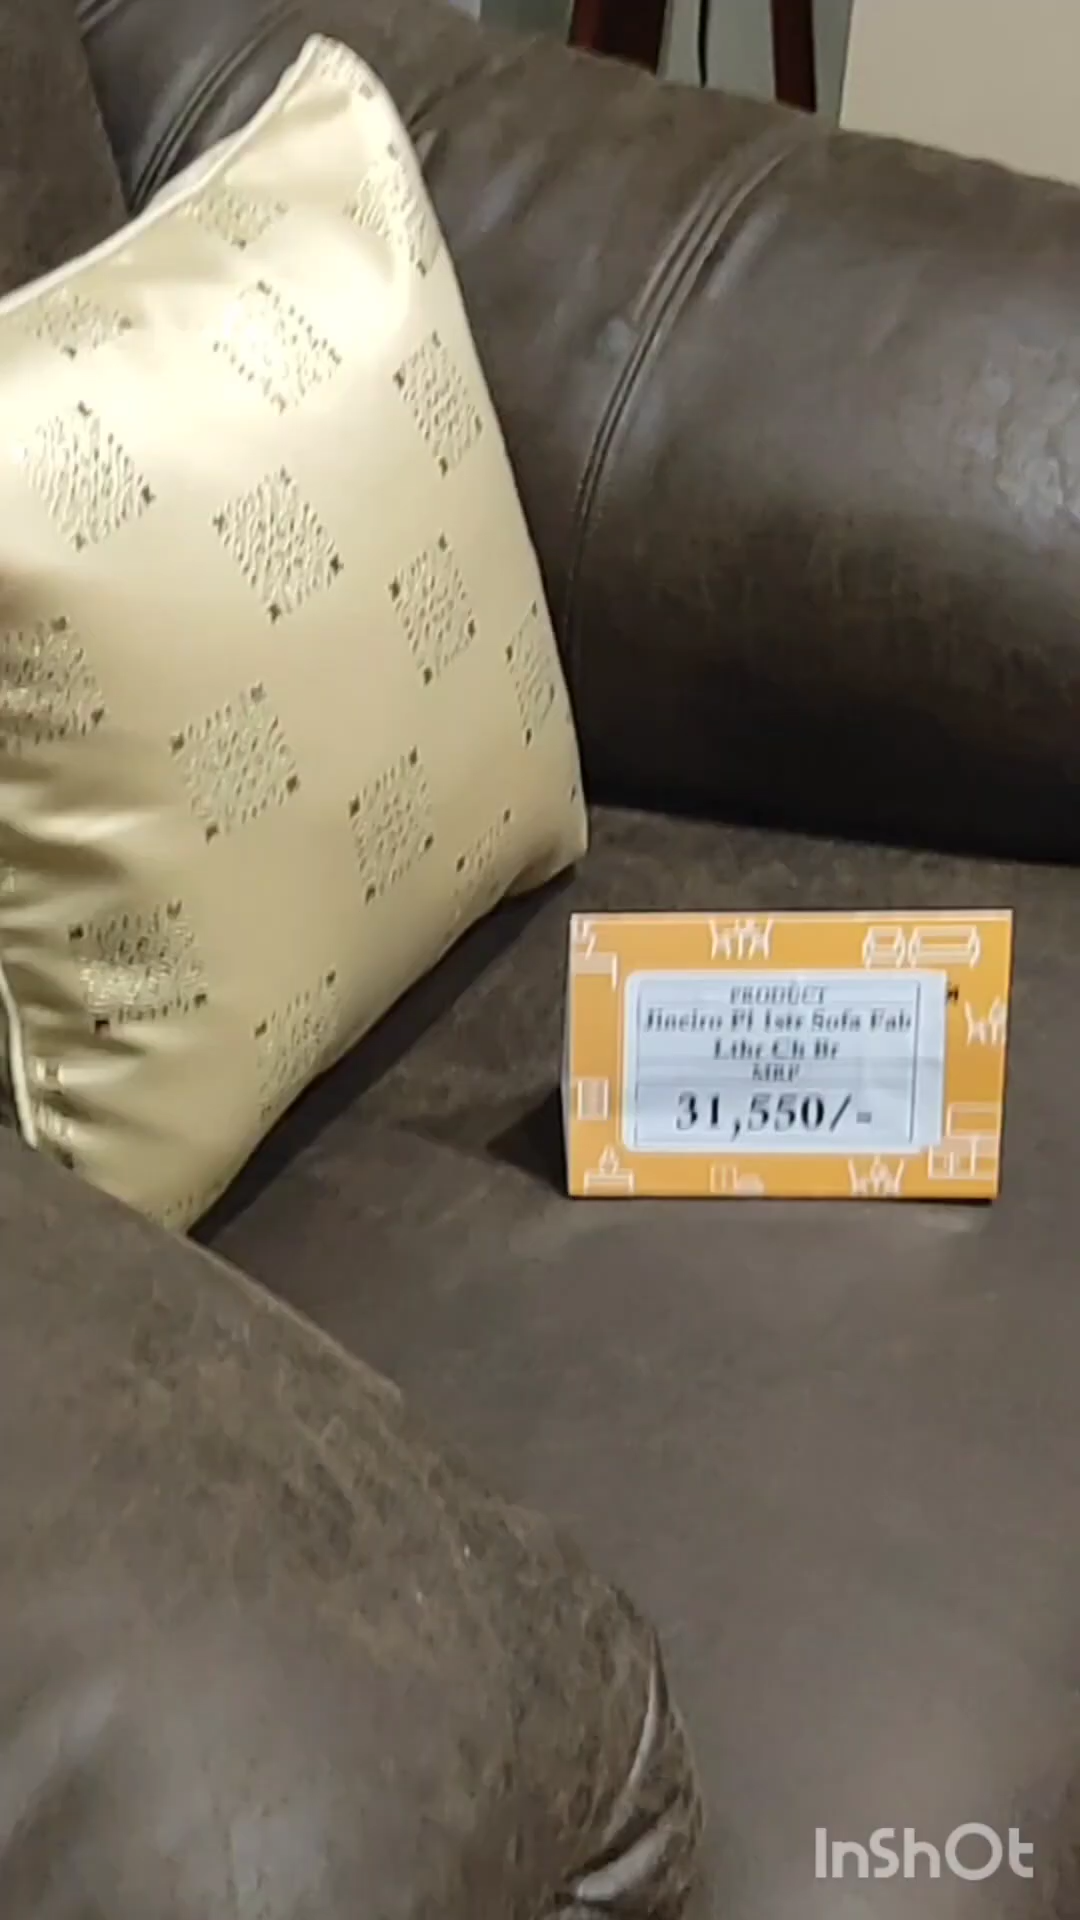 PRODUCT
Jineiro Pl 1str Sofa Fab
Lthr Ch Br
MRP
31,550/=
InShOt